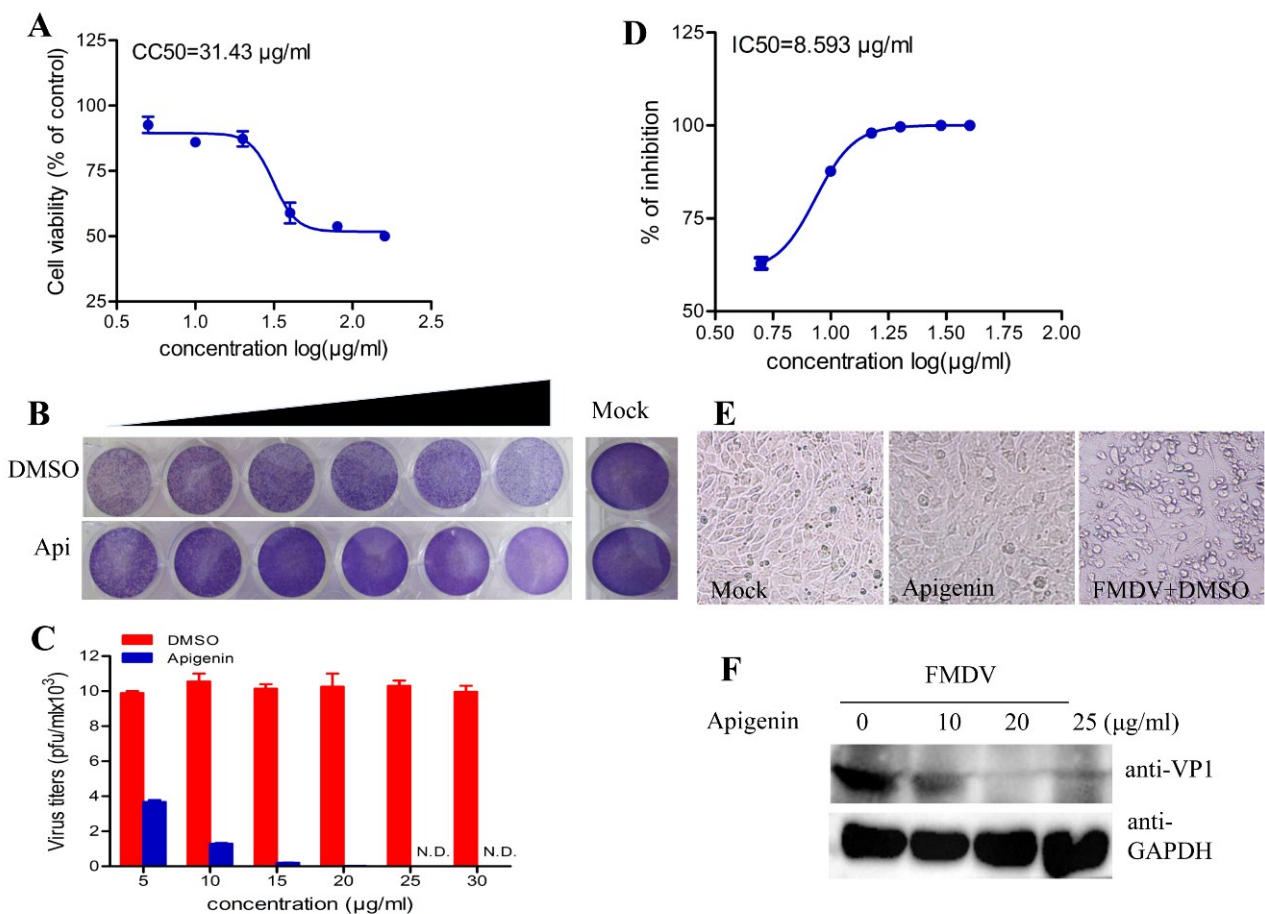 A
CC50=31.43 µg/ml
Cell viability (% of control)
125
100
75
50
25
0.5 1.0 1.5 2.0 2.5
concentration log(µg/ml)
D
IC50=8.593 µg/ml
% of inhibition
125
100
75
50
0.50 0.75 1.00 1.25 1.50 1.75 2.00
concentration log(µg/ml)
B
Mock
DMSO
Api
E
Mock
Apigenin
FMDV+DMSO
C
DMSO
Apigenin
Virus titers (pfu/mlx10³)
12
10
8
6
4
2
0
N.D. N.D.
5 10 15 20 25 30
concentration (µg/ml)
F
FMDV
Apigenin 0 10 20 25 (µg/ml)
anti-VP1
anti-
GAPDH